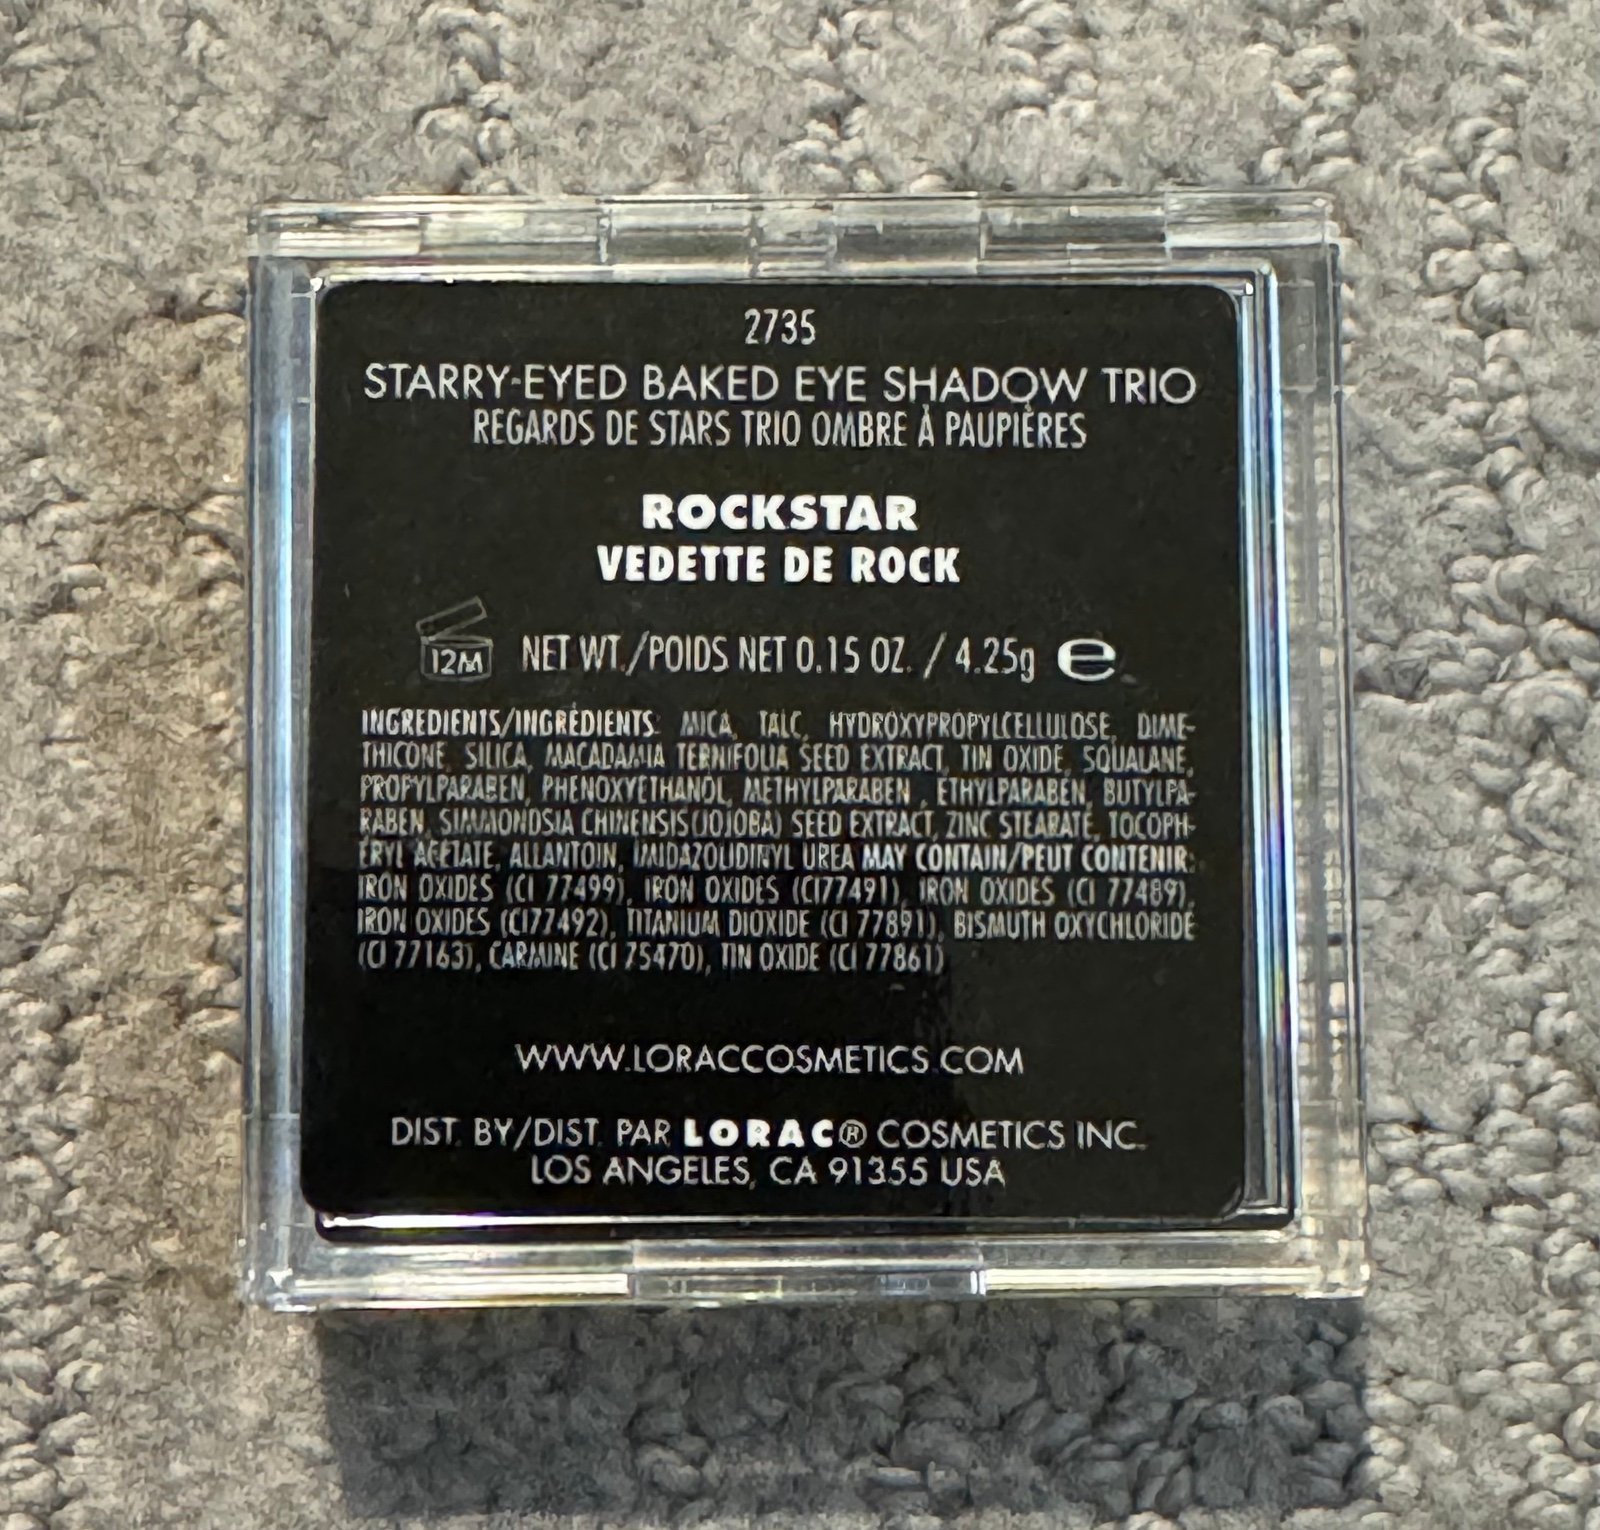 2735
STARRY-EYED BAKED EYE SHADOW TRIO
REGARDS DE STARS TRIO OMBRE À PAUPIÈRES
ROCKSTAR
VEDETTE DE ROCK
12M NET WT./POIDS NET 0.15 OZ. / 4.25g e
INGREDIENTS/INGRÉDIENTS: MICA, TALC, HYDROXYPROPYLCELLULOSE, DIME-
THICONE, SILICA, MACADAMIA TERNIFOLIA SEED EXTRACT, TIN OXIDE, SQUALANE,
PROPYLPARABEN, PHENOXYETHANOL, METHYLPARABEN , ETHYLPARABEN, BUTYLPA-
RABEN, SIMMONDSIA CHINENSIS(JOJOBA) SEED EXTRACT, ZINC STEARATE, TOCOPH-
ERYL ACETATE, ALLANTOIN, IMIDAZOLIDINYL UREA MAY CONTAIN/PEUT CONTENIR:
IRON OXIDES (CI 77499), IRON OXIDES (CI77491), IRON OXIDES (CI 77489),
IRON OXIDES (CI77492), TITANIUM DIOXIDE (CI 77891), BISMUTH OXYCHLORIDE
(CI 77163), CARMINE (CI 75470), TIN OXIDE (CI 77861)
WWW.LORACCOSMETICS.COM
DIST. BY/DIST. PAR LORAC® COSMETICS INC.
LOS ANGELES, CA 91355 USA